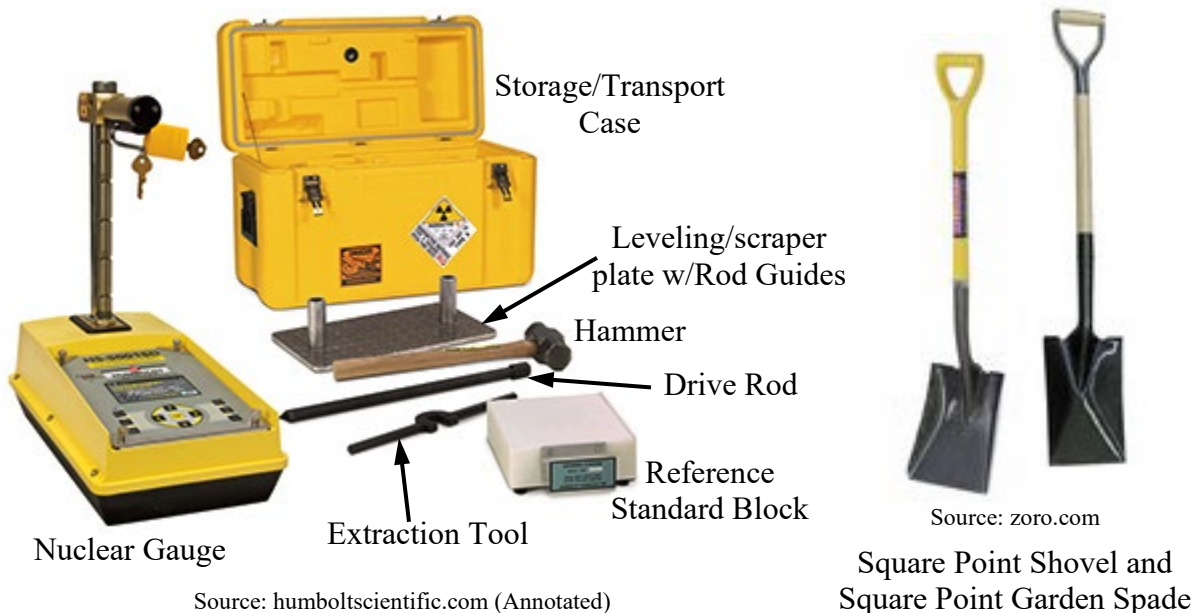 Storage/Transport
Case
Leveling/scraper
plate w/Rod Guides
Hammer
Drive Rod
Reference
Standard Block
Extraction Tool
Nuclear Gauge
Source: humboltscientific.com (Annotated)
Source: zoro.com
Square Point Shovel and
Square Point Garden Spade